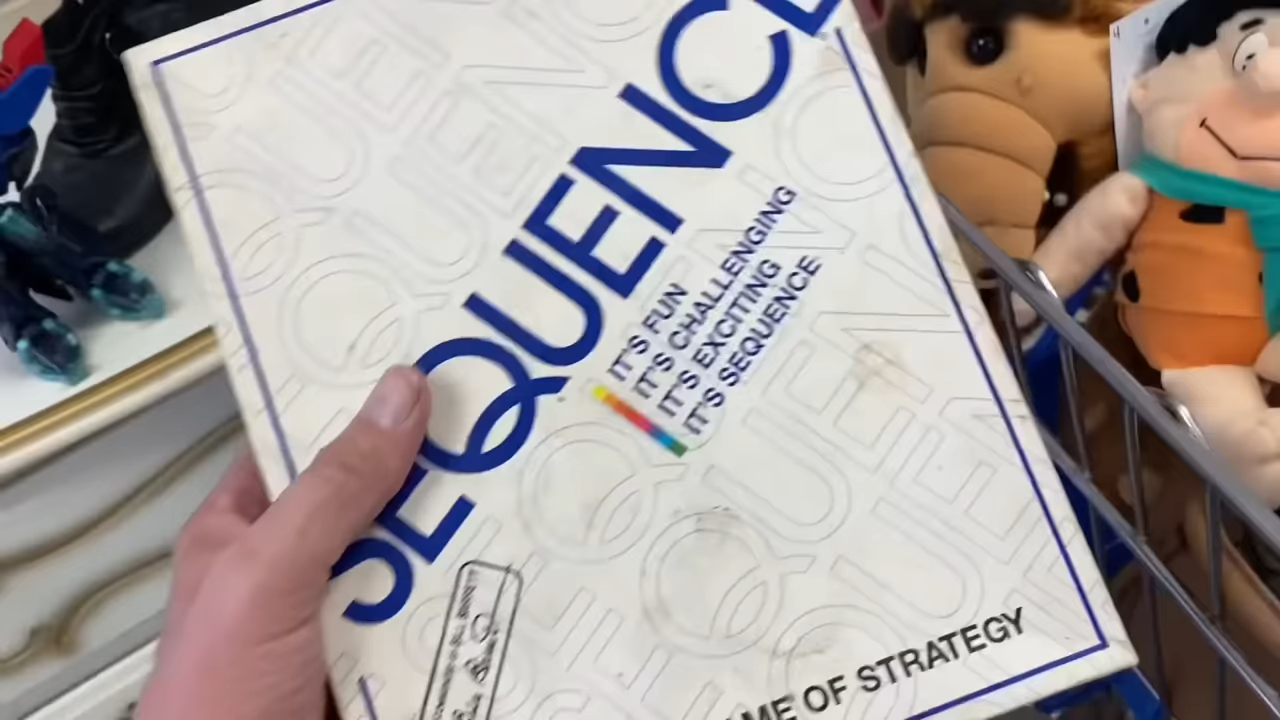 SEQUENCE
IT'S FUN
IT'S CHALLENGING
IT'S EXCITING
IT'S SEQUENCE
OF STRATEGY